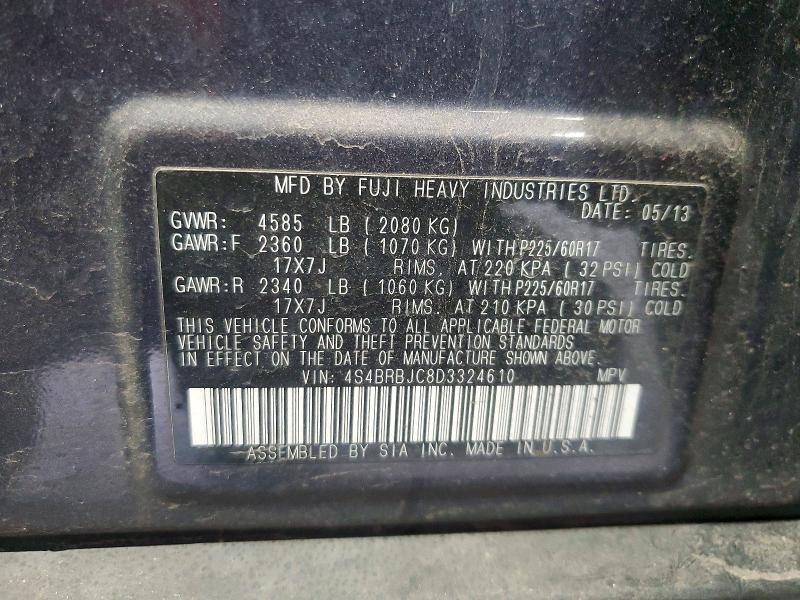 MFD BY FUJI HEAVY INDUSTRIES LTD.
DATE: 05/13
GVWR: 4585 LB ( 2080 KG)
GAWR:F 2360 LB ( 1070 KG) WITH P225/60R17 TIRES.
17X7J RIMS, AT 220 KPA ( 32 PSI) COLD
GAWR:R 2340 LB ( 1060 KG) WITH P225/60R17 TIRES.
17X7J RIMS, AT 210 KPA ( 30 PSI) COLD
THIS VEHICLE CONFORMS TO ALL APPLICABLE FEDERAL MOTOR
VEHICLE SAFETY AND THEFT PREVENTION STANDARDS
IN EFFECT ON THE DATE OF MANUFACTURE SHOWN ABOVE.
VIN: 4S4BRBJC8D3324610 MPV
ASSEMBLED BY SIA INC. MADE IN U.S.A.